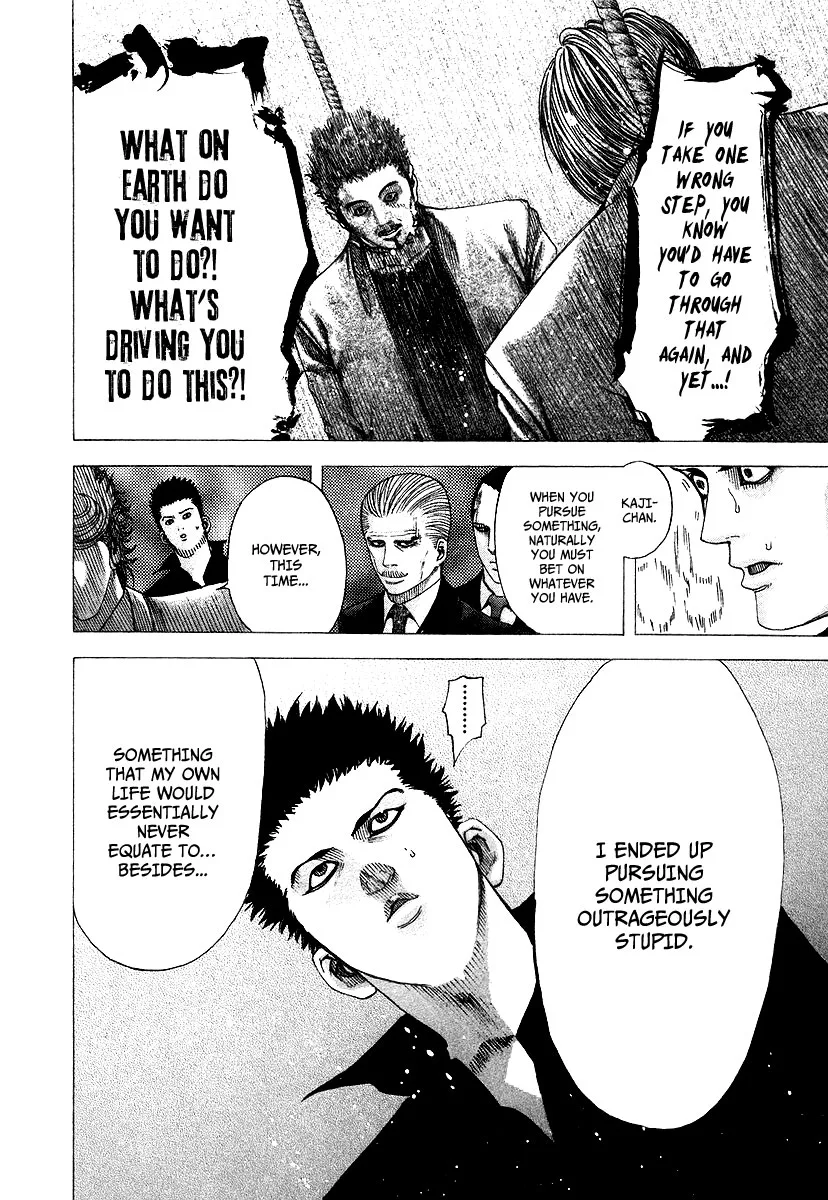 IF YOU
TAKE ONE
WRONG
STEP, YOU
KNOW
YOU'D HAVE
TO GO
THROUGH
THAT
AGAIN, AND
YET...!
WHAT ON
EARTH DO
YOU WANT
TO DO?!
WHAT'S
DRIVING YOU
TO DO THIS?!
KAJI-
CHAN.
WHEN YOU
PURSUE
SOMETHING,
NATURALLY
YOU MUST
BET ON
WHATEVER
YOU HAVE.
HOWEVER,
THIS
TIME...
I ENDED UP
PURSUING
SOMETHING
OUTRAGEOUSLY
STUPID.
.........
SOMETHING
THAT MY OWN
LIFE WOULD
ESSENTIALLY
NEVER
EQUATE TO...
BESIDES...